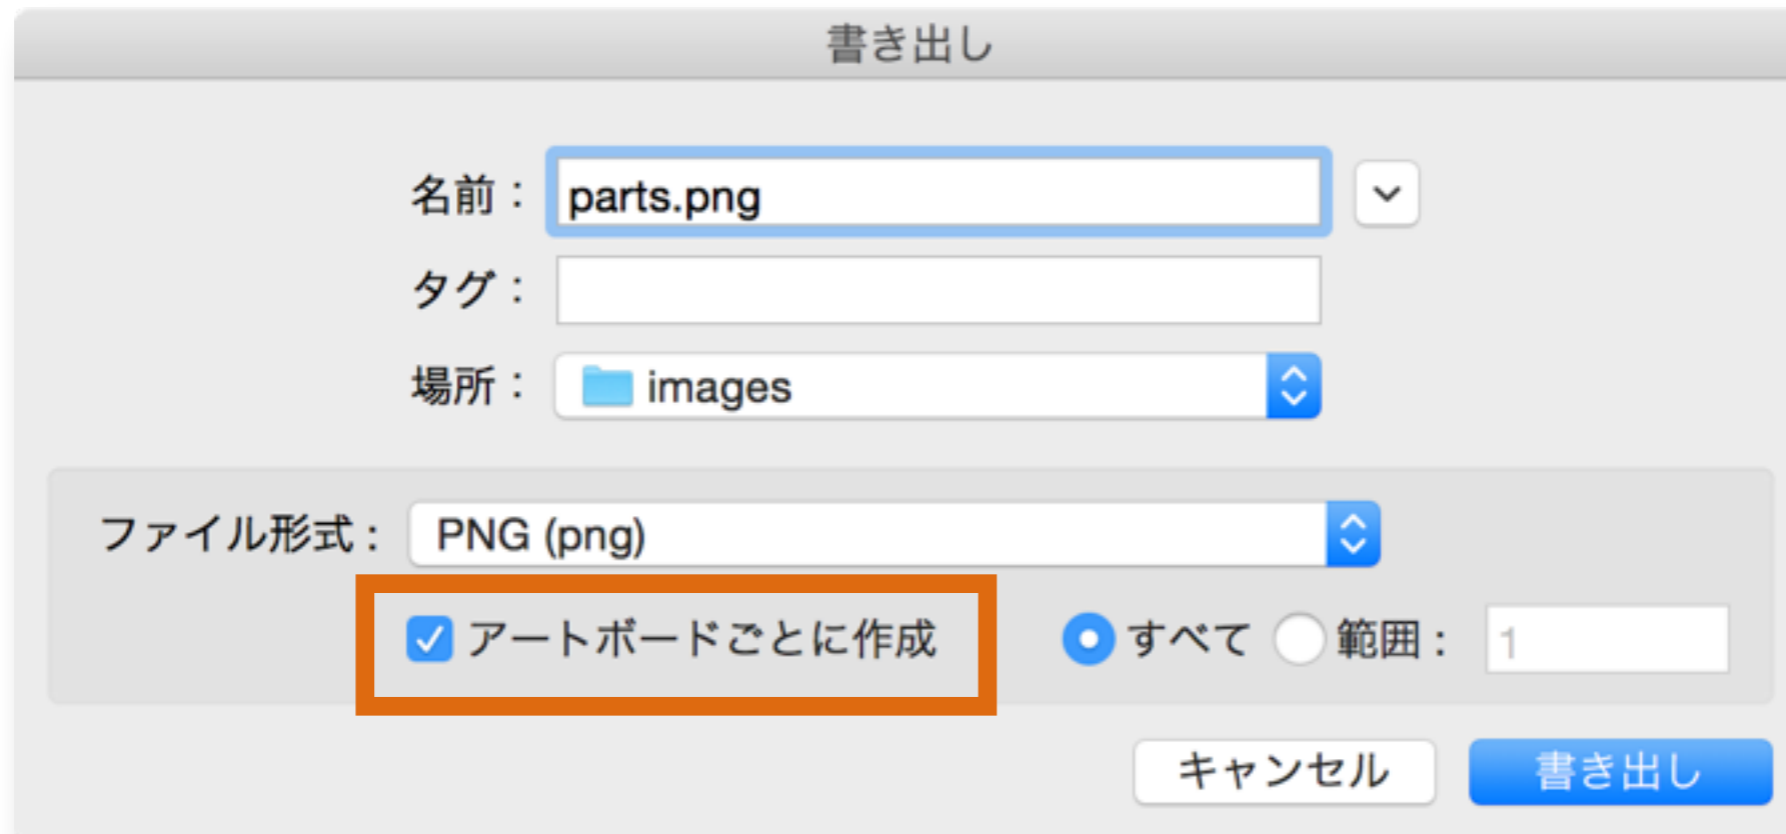 書き出し
名前：parts.png
タグ：
場所：images
ファイル形式：PNG (png)
アートボードごとに作成 すべて 範囲：1
キャンセル 書き出し